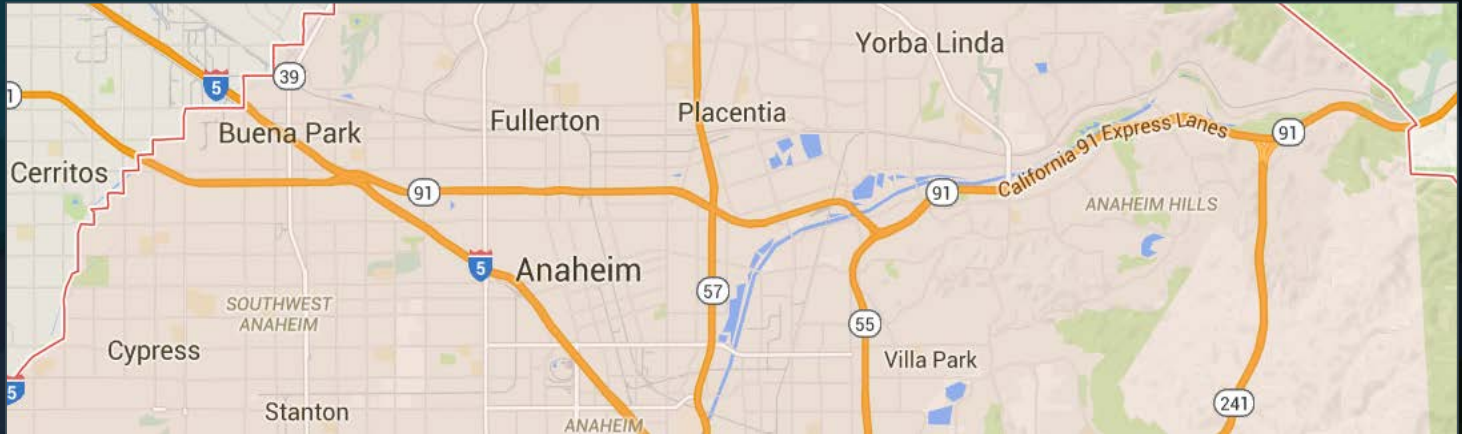 Yorba Linda
39
5
1
Placentia
Fullerton
91
Buena Park
California 91 Express Lanes
Cerritos
91
91
ANAHEIM HILLS
5
Anaheim
57
SOUTHWEST
ANAHEIM
55
Cypress
Villa Park
5
241
Stanton
ANAHEIM